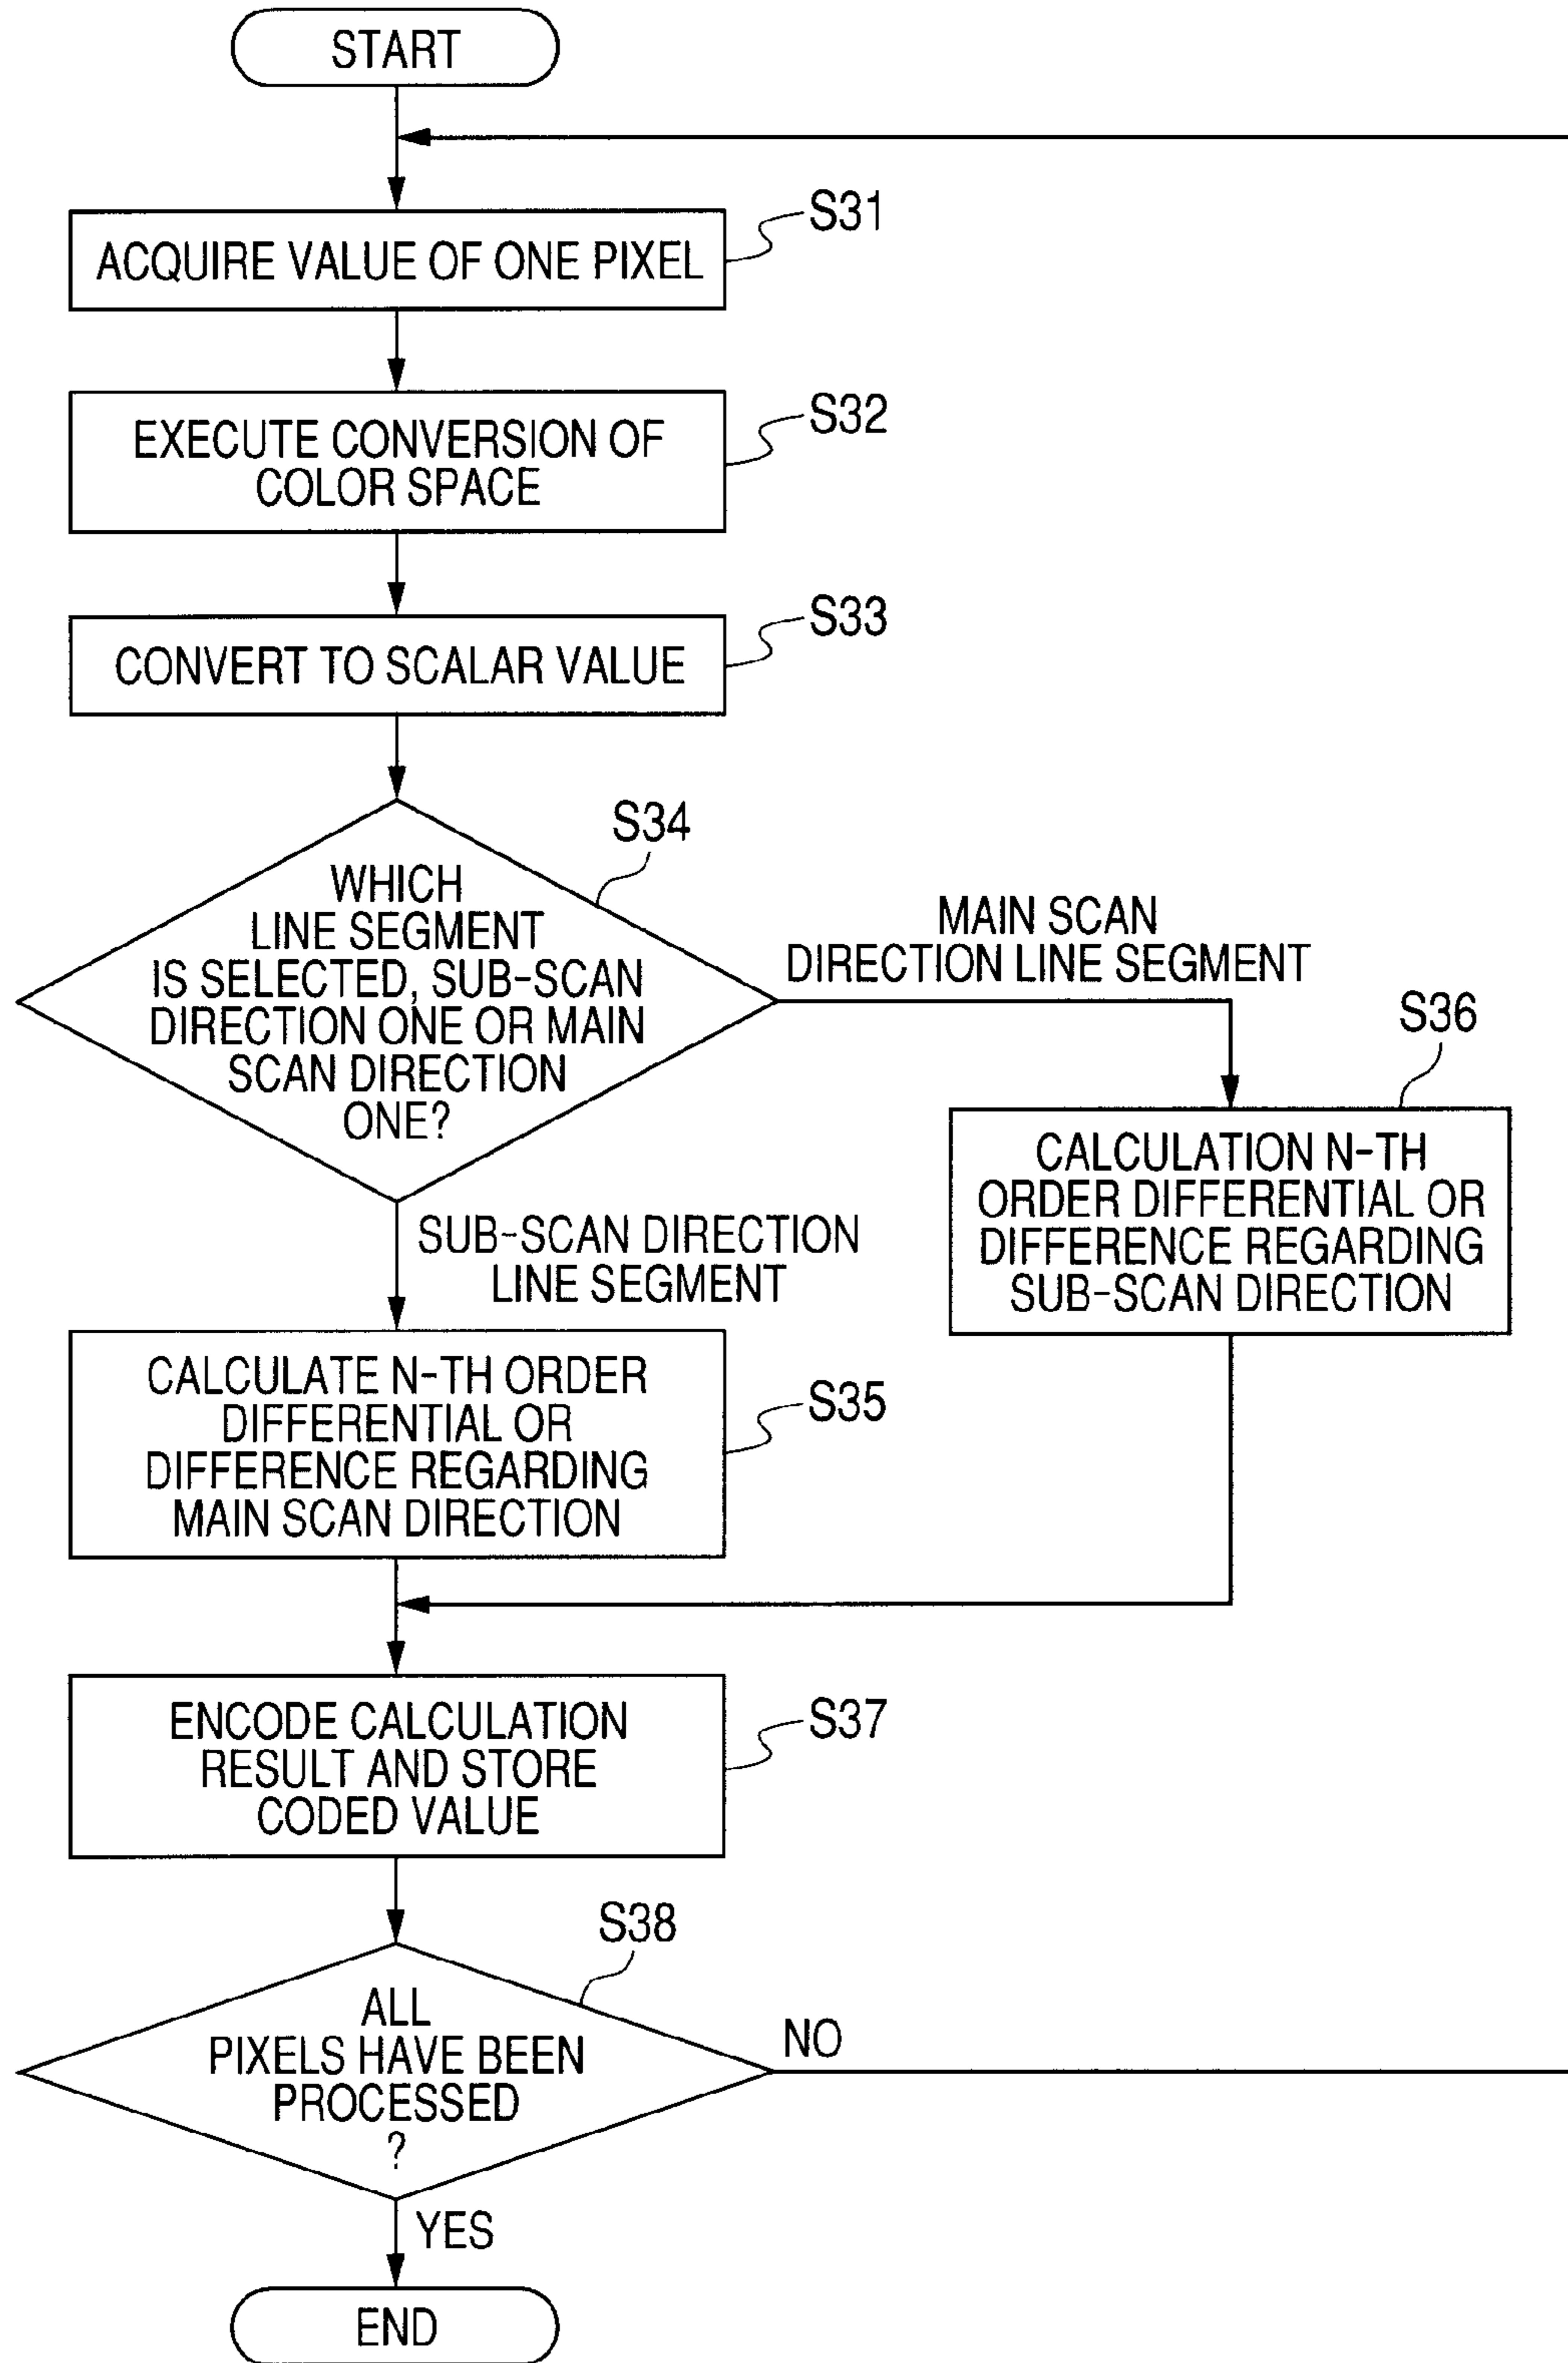 START
S31
ACQUIRE VALUE OF ONE PIXEL
S32
EXECUTE CONVERSION OF
COLOR SPACE
S33
CONVERT TO SCALAR VALUE
S34
WHICH
LINE SEGMENT
IS SELECTED, SUB-SCAN
DIRECTION ONE OR MAIN
SCAN DIRECTION
ONE?
MAIN SCAN
DIRECTION LINE SEGMENT
S36
CALCULATION N-TH
ORDER DIFFERENTIAL OR
DIFFERENCE REGARDING
SUB-SCAN DIRECTION
SUB-SCAN DIRECTION
LINE SEGMENT
CALCULATE N-TH ORDER
DIFFERENTIAL OR
DIFFERENCE REGARDING
MAIN SCAN DIRECTION
S35
ENCODE CALCULATION
RESULT AND STORE
CODED VALUE
S37
S38
ALL
PIXELS HAVE BEEN
PROCESSED
?
NO
YES
END